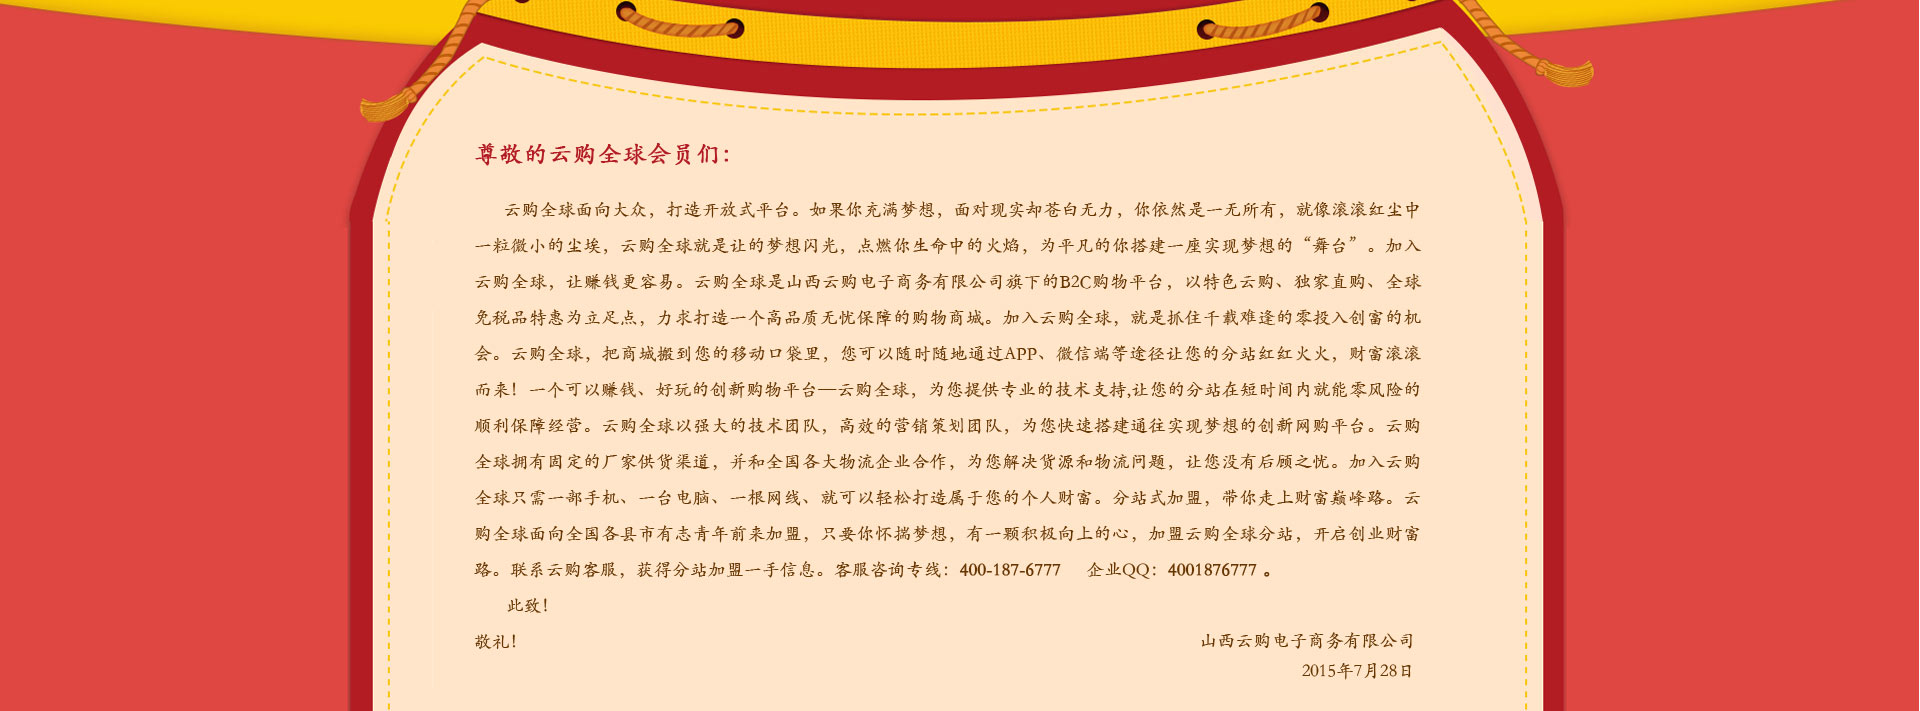 尊敬的云购全球会员们：
云购全球面向大众，打造开放式平台。如果你充满梦想，面对现实却苍白无力，你依然是一无所有，就像滚滚红尘中
一粒微小的尘埃，云购全球就是让的梦想闪光，点燃你生命中的火焰，为平凡的你搭建一座实现梦想的“舞台”。加入
云购全球，让赚钱更容易。云购全球是山西云购电子商务有限公司旗下的B2C购物平台，以特色云购、独家直购、全球
免税品特惠为立足点，力求打造一个高品质无忧保障的购物商城。加入云购全球，就是抓住千载难逢的零投入创富的机
会。云购全球，把商城搬到您的移动口袋里，您可以随时随地通过APP、微信端等途径让您的分站红红火火，财富滚滚
而来！一个可以赚钱、好玩的创新购物平台—云购全球，为您提供专业的技术支持,让您的分站在短时间内就能零风险的
顺利保障经营。云购全球以强大的技术团队，高效的营销策划团队，为您快速搭建通往实现梦想的创新网购平台。云购
全球拥有固定的厂家供货渠道，并和全国各大物流企业合作，为您解决货源和物流问题，让您没有后顾之忧。加入云购
全球只需一部手机、一台电脑、一根网线、就可以轻松打造属于您的个人财富。分站式加盟，带你走上财富巅峰路。云
购全球面向全国各县市有志青年前来加盟，只要你怀揣梦想，有一颗积极向上的心，加盟云购全球分站，开启创业财富
路。联系云购客服，获得分站加盟一手信息。客服咨询专线：400-187-6777 企业QQ：4001876777 。
此致！
敬礼！
山西云购电子商务有限公司
2015年7月28日